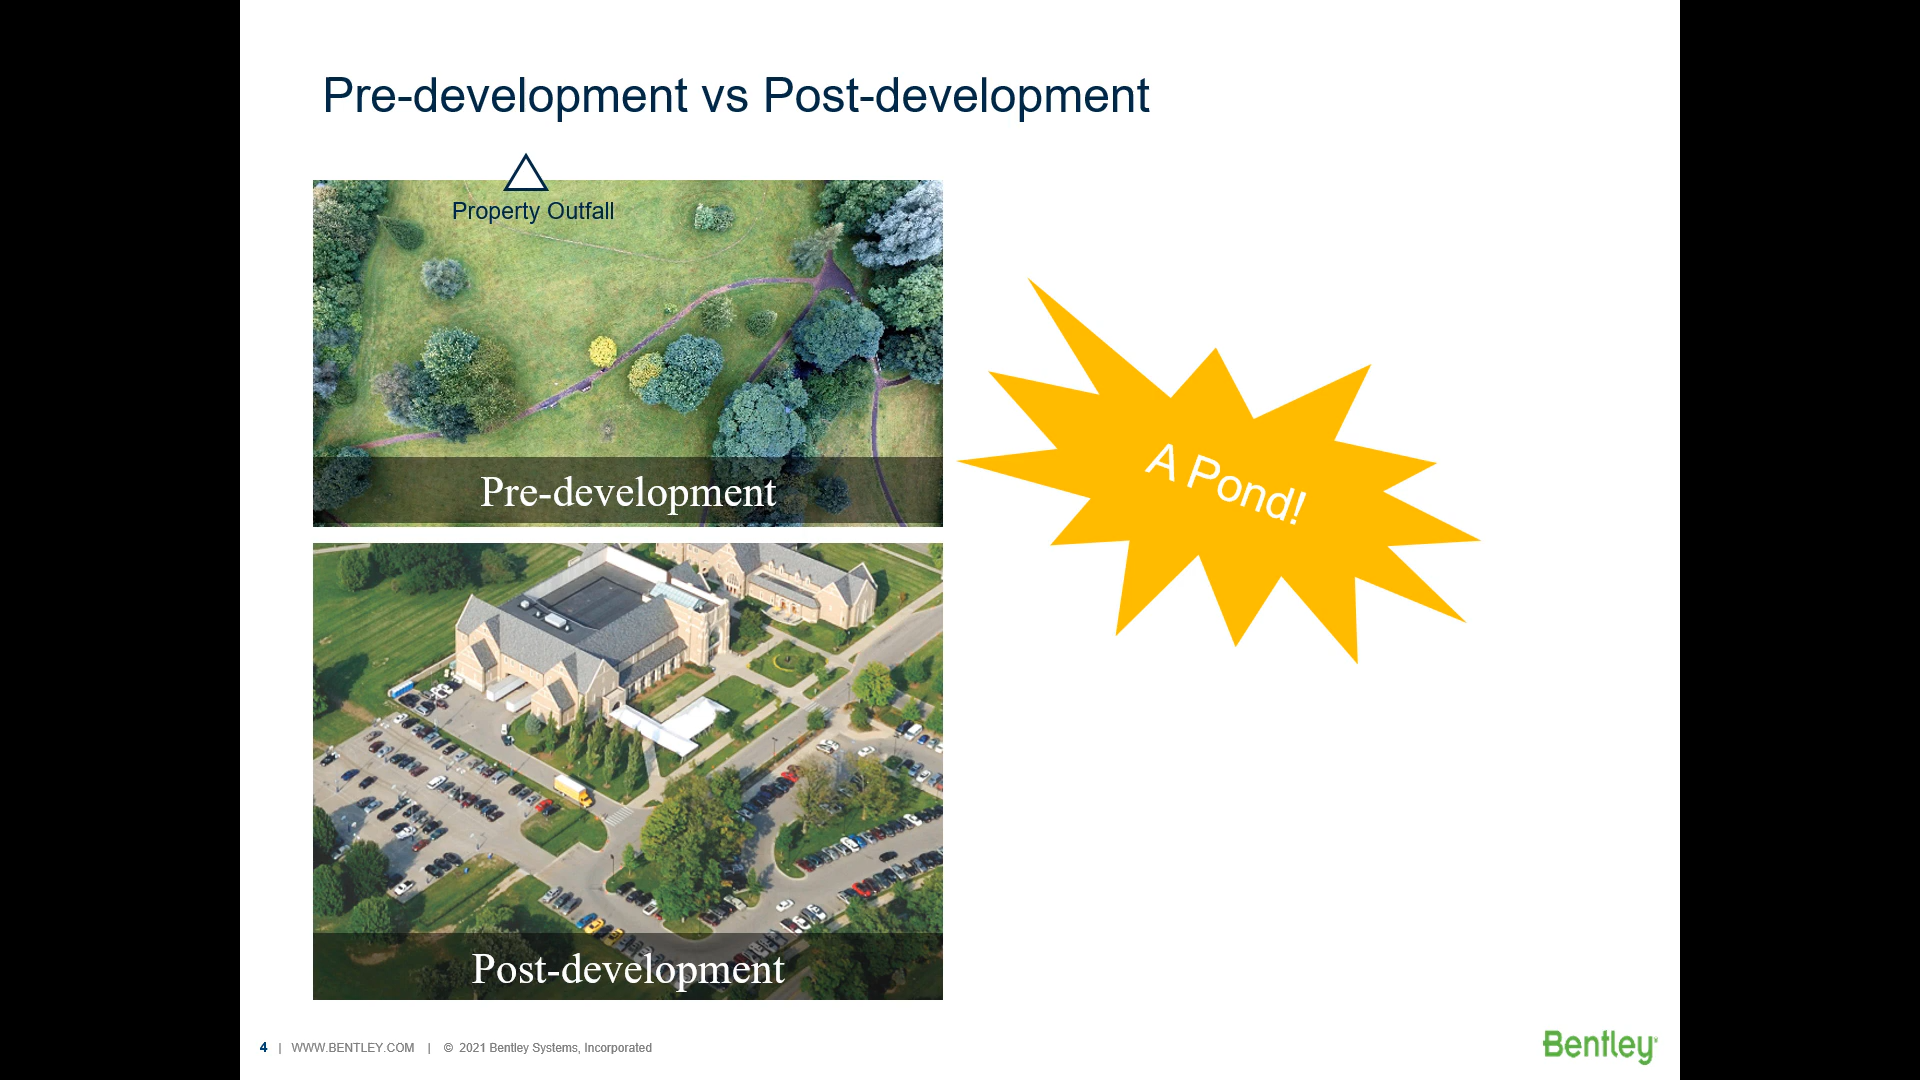 Pre-development vs Post-development
Property Outfall
Pre-development
A Pond!
Post-development
4 | WWW.BENTLEY.COM | © 2021 Bentley Systems, Incorporated
Bentley®